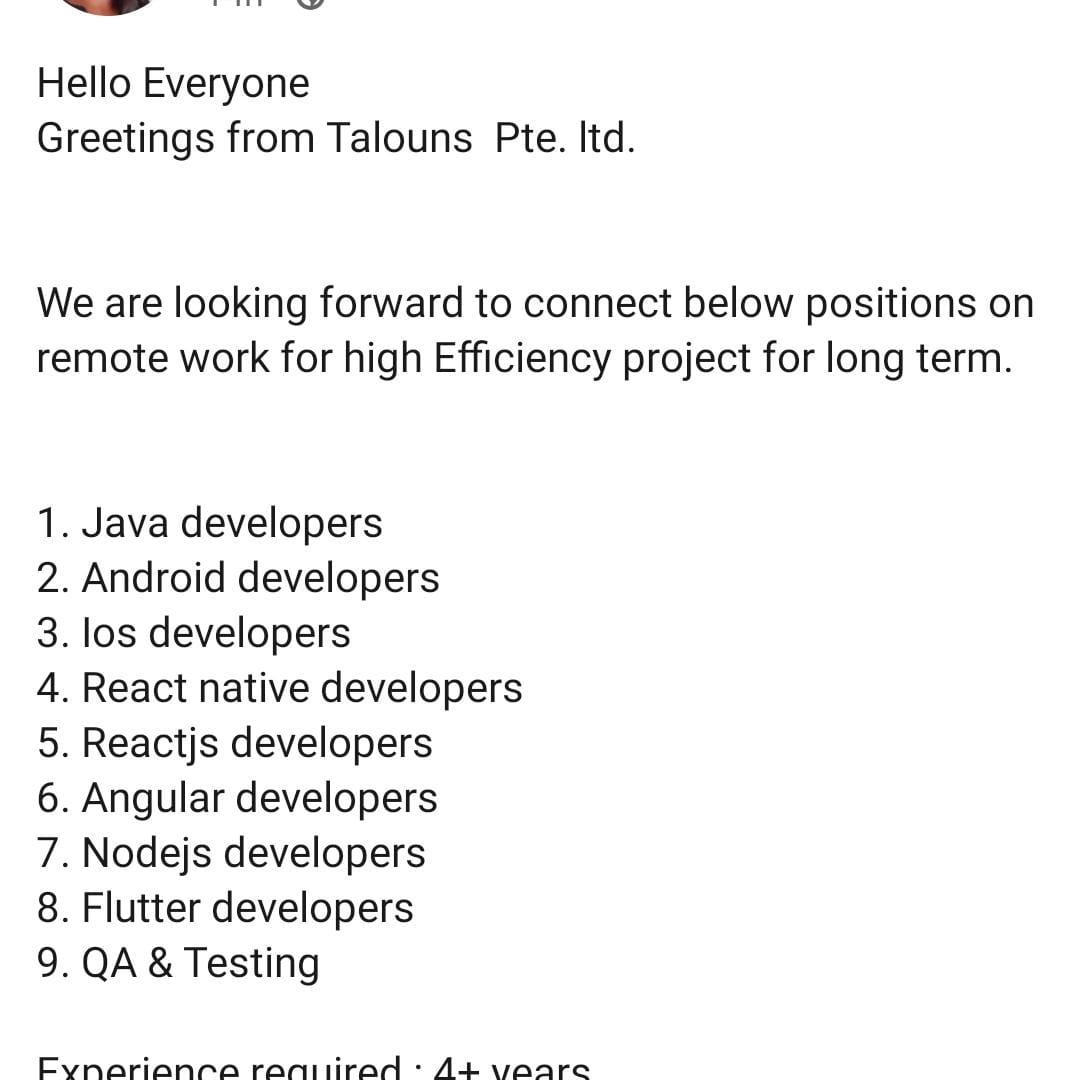 Hello Everyone
Greetings from Talouns Pte. ltd.
We are looking forward to connect below positions on
remote work for high Efficiency project for long term.
1. Java developers
2. Android developers
3. Ios developers
4. React native developers
5. Reactjs developers
6. Angular developers
7. Nodejs developers
8. Flutter developers
9. QA & Testing
Experience required : 4+ years